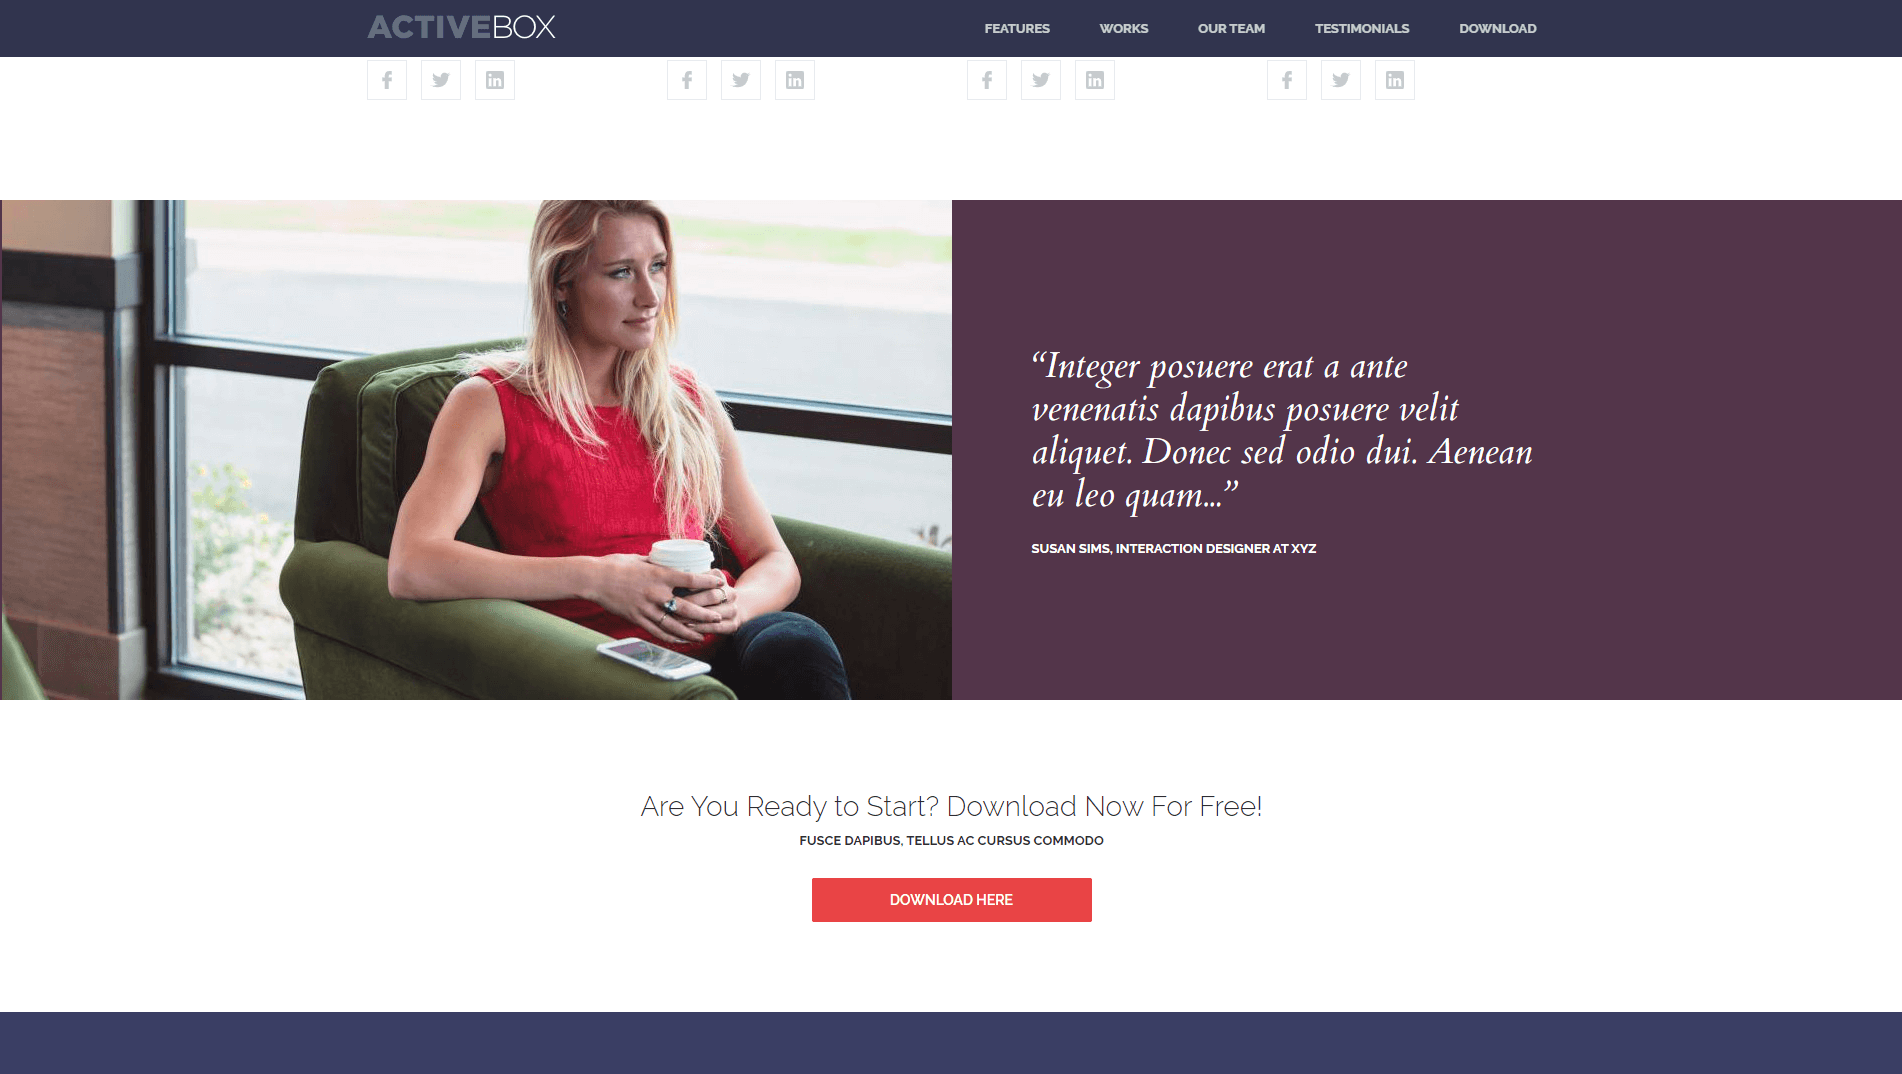 ACTIVEBOX
FEATURES WORKS OUR TEAM TESTIMONIALS DOWNLOAD
“Integer posuere erat a ante
venenatis dapibus posuere velit
aliquet. Donec sed odio dui. Aenean
eu leo quam...”
SUSAN SIMS, INTERACTION DESIGNER AT XYZ
Are You Ready to Start? Download Now For Free!
FUSCE DAPIBUS, TELLUS AC CURSUS COMMODO
DOWNLOAD HERE